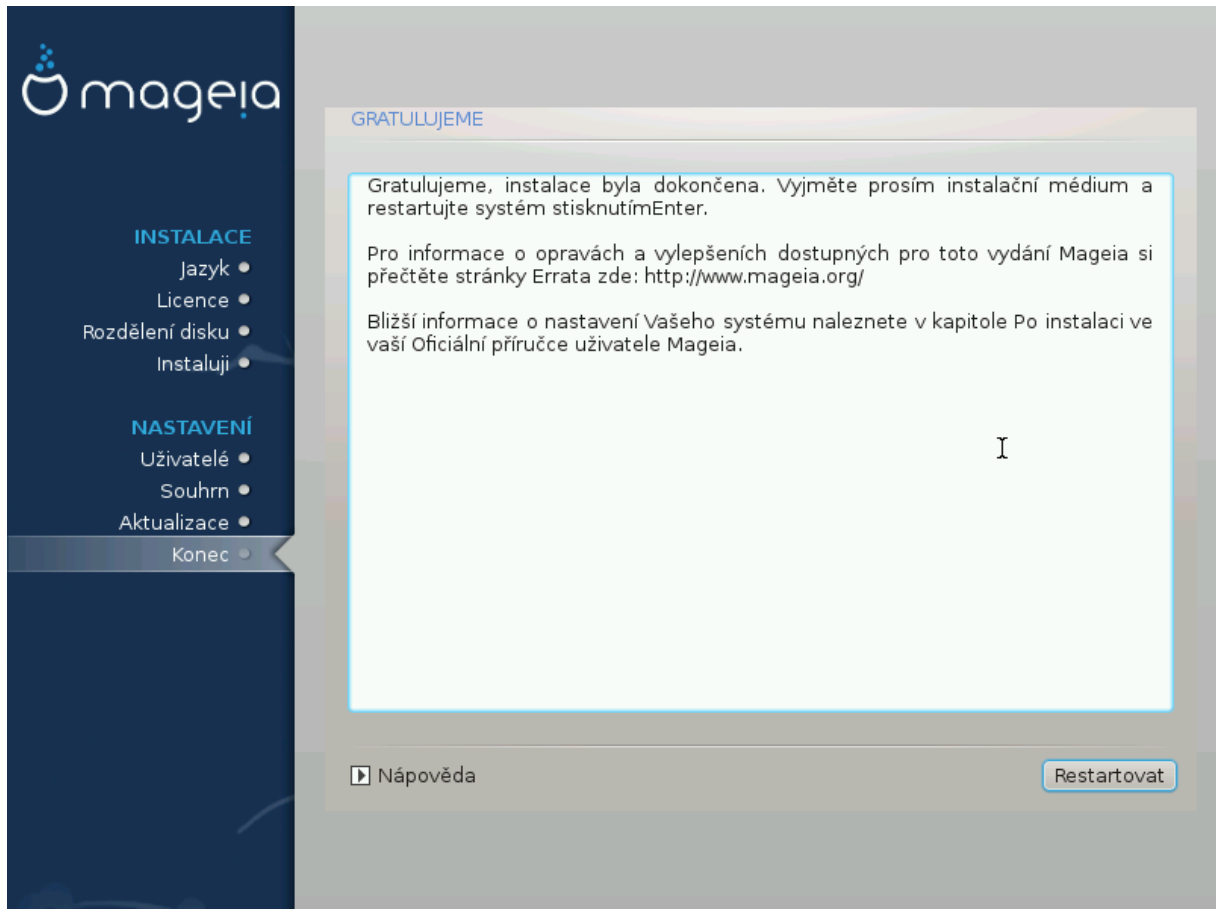 mageia
INSTALACE
Jazyk
Licence
Rozdělení disku
Instaluji
NASTAVENÍ
Uživatelé
Souhrn
Aktualizace
Konec
GRATULUJEME
Gratulujeme, instalace byla dokončena. Vyjměte prosím instalační médium a
restartujte systém stisknutímEnter.
Pro informace o opravách a vylepšeních dostupných pro toto vydání Mageia si
přečtěte stránky Errata zde: http://www.mageia.org/
Bližší informace o nastavení Vašeho systému naleznete v kapitole Po instalaci ve
vaší Oficiální příručce uživatele Mageia.
Nápověda
Restartovat